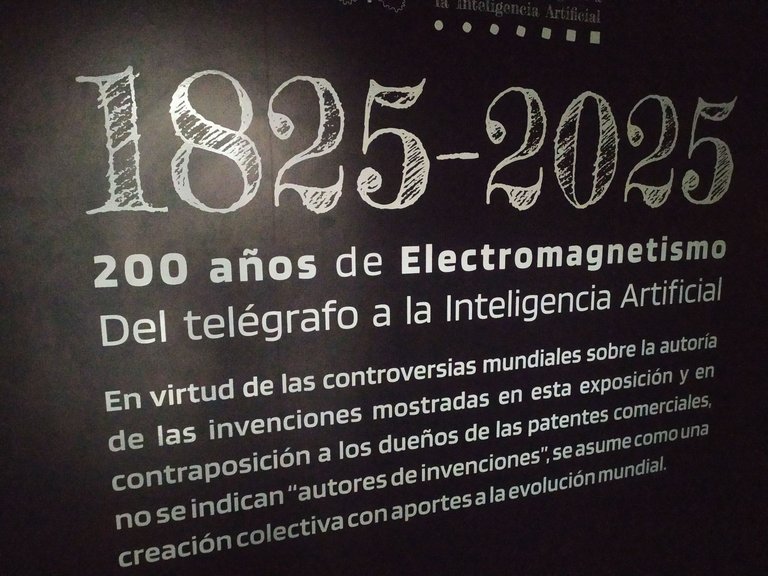 la Inteligencia Artificial
1825-2025
200 años de Electromagnetismo
Del telégrafo a la Inteligencia Artificial
En virtud de las controversias mundiales sobre la autoría
de las invenciones mostradas en esta exposición y en
contraposición a los dueños de las patentes comerciales,
no se indican "autores de invenciones", se asume como una
creación colectiva con aportes a la evolución mundial.